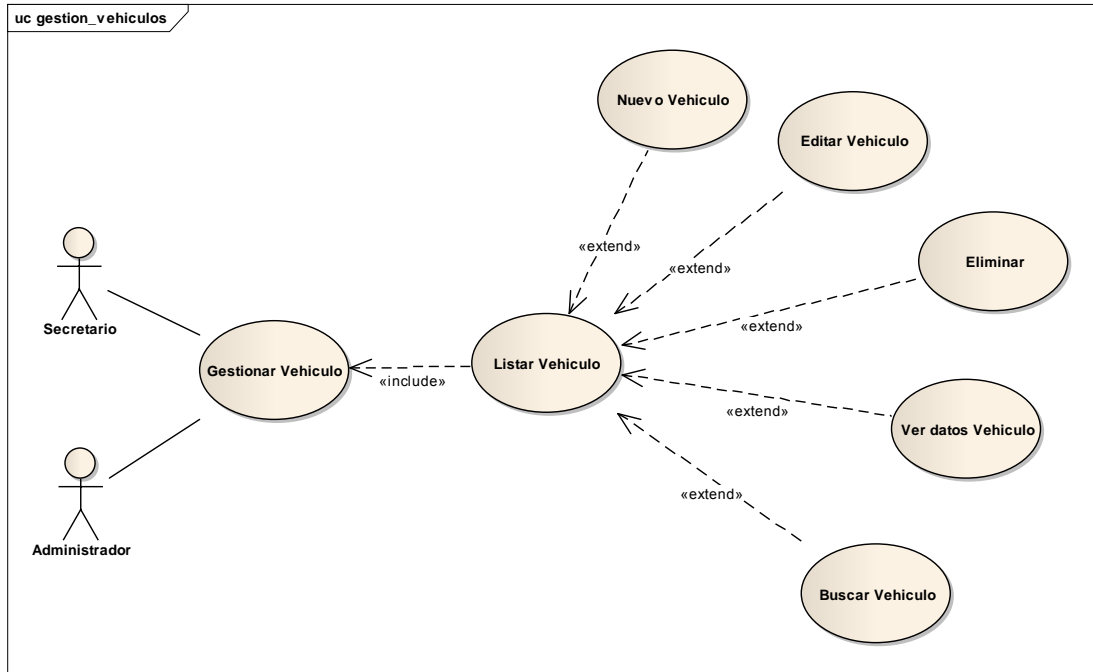 uc gestion_vehiculos
Nuevo Vehiculo
Editar Vehiculo
«extend»
«extend»
Eliminar
Secretario
«extend»
Gestionar Vehiculo
«include»
Listar Vehiculo
«extend»
Ver datos Vehiculo
«extend»
Administrador
Buscar Vehiculo